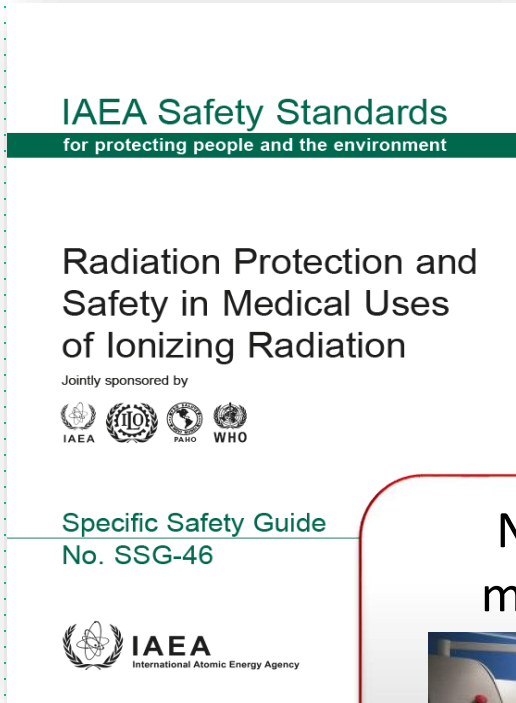 IAEA Safety Standards
for protecting people and the environment
Radiation Protection and
Safety in Medical Uses
of Ionizing Radiation
Jointly sponsored by
IAEA
ILO
PAHO
WHO
Specific Safety Guide
No. SSG-46
N
m
IAEA
International Atomic Energy Agency